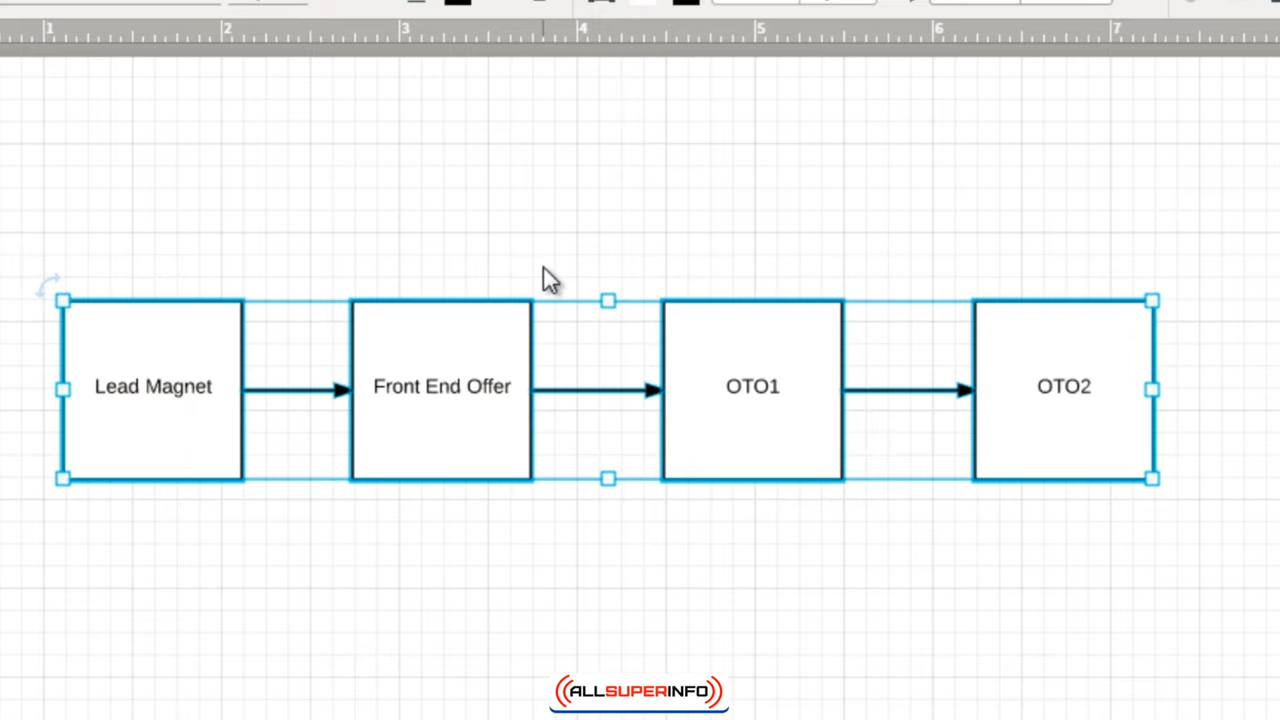 1 2 3 4 5 6 7
Lead Magnet
Front End Offer
OTO1
OTO2
ALLSUPERINFO